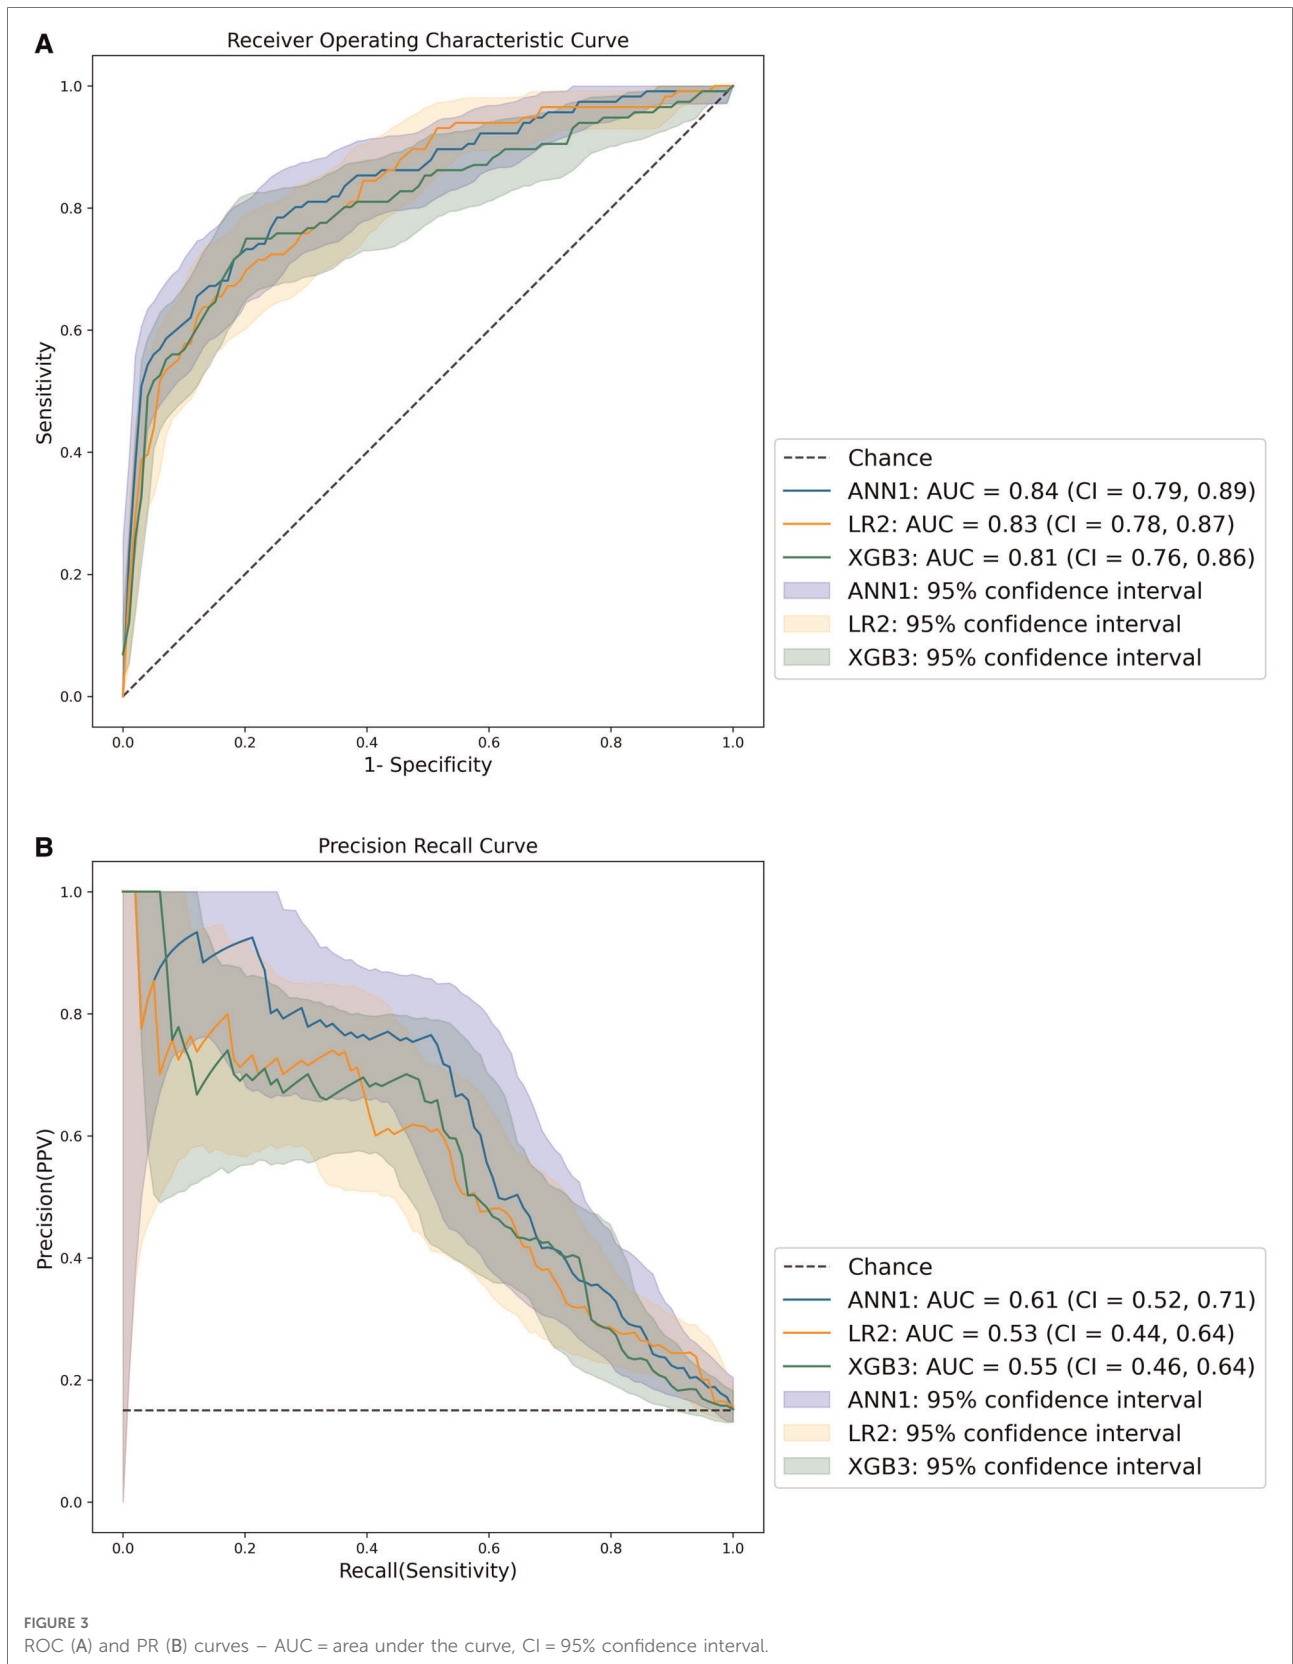 A
Receiver Operating Characteristic Curve
1.0
0.8
0.6
0.4
0.2
0.0
Sensitivity
0.0 0.2 0.4 0.6 0.8 1.0
1- Specificity
Chance
ANN1: AUC = 0.84 (CI = 0.79, 0.89)
LR2: AUC = 0.83 (CI = 0.78, 0.87)
XGB3: AUC = 0.81 (CI = 0.76, 0.86)
ANN1: 95% confidence interval
LR2: 95% confidence interval
XGB3: 95% confidence interval
B
Precision Recall Curve
1.0
0.8
0.6
0.4
0.2
0.0
Precision(PPV)
0.0 0.2 0.4 0.6 0.8 1.0
Recall(Sensitivity)
Chance
ANN1: AUC = 0.61 (CI = 0.52, 0.71)
LR2: AUC = 0.53 (CI = 0.44, 0.64)
XGB3: AUC = 0.55 (CI = 0.46, 0.64)
ANN1: 95% confidence interval
LR2: 95% confidence interval
XGB3: 95% confidence interval
FIGURE 3
ROC (A) and PR (B) curves – AUC = area under the curve, CI = 95% confidence interval.